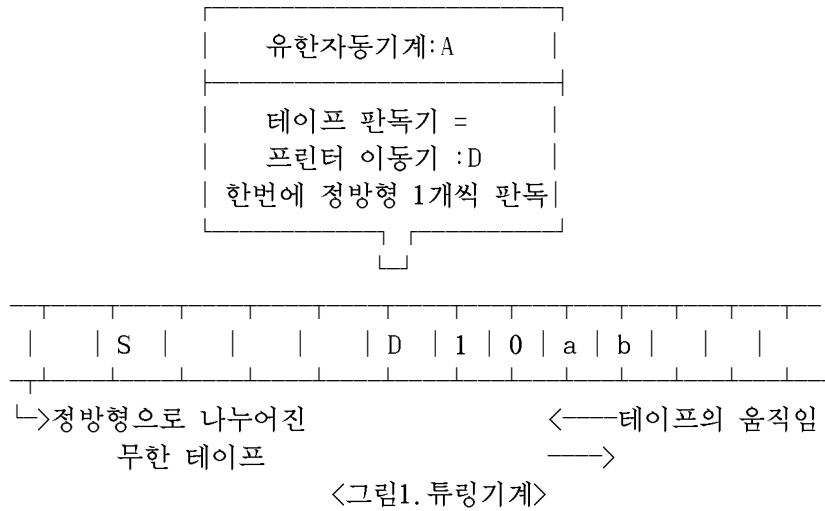 유한자동기계:A
테이프 판독기 =
프린터 이동기 :D
한번에 정방형 1개씩 판독
S D 1 0 a b
정방형으로 나누어진 테이프의 움직임
무한 테이프
<그림1.튜링기계>